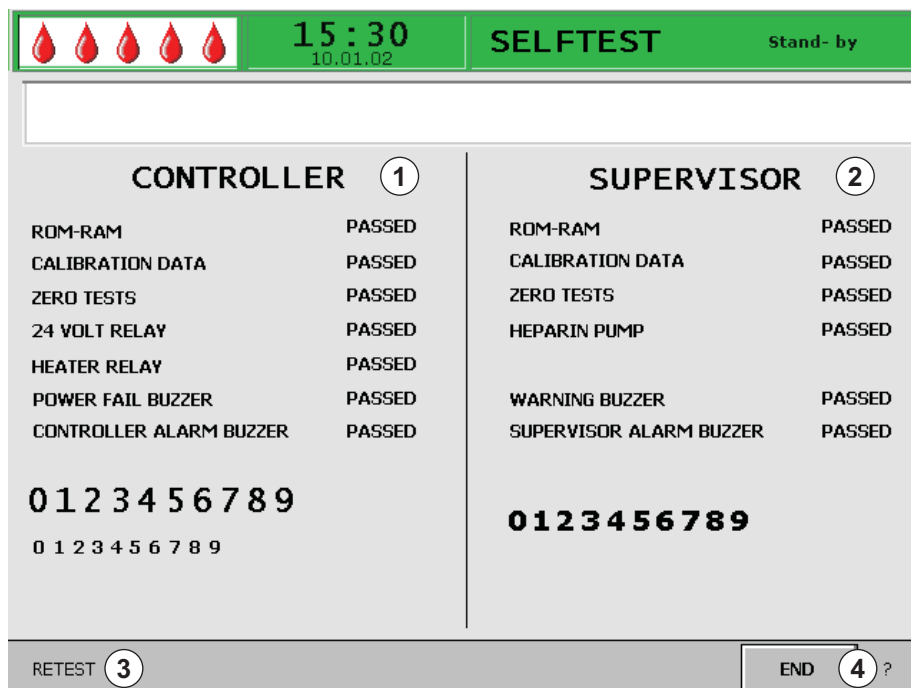 15:30
10.01.02
SELFTEST
Stand- by
CONTROLLER 1
ROM-RAM PASSED
CALIBRATION DATA PASSED
ZERO TESTS PASSED
24 VOLT RELAY PASSED
HEATER RELAY PASSED
POWER FAIL BUZZER PASSED
CONTROLLER ALARM BUZZER PASSED
0123456789
0123456789
SUPERVISOR 2
ROM-RAM PASSED
CALIBRATION DATA PASSED
ZERO TESTS PASSED
HEPARIN PUMP PASSED
WARNING BUZZER PASSED
SUPERVISOR ALARM BUZZER PASSED
0123456789
RETEST 3
END 4 ?